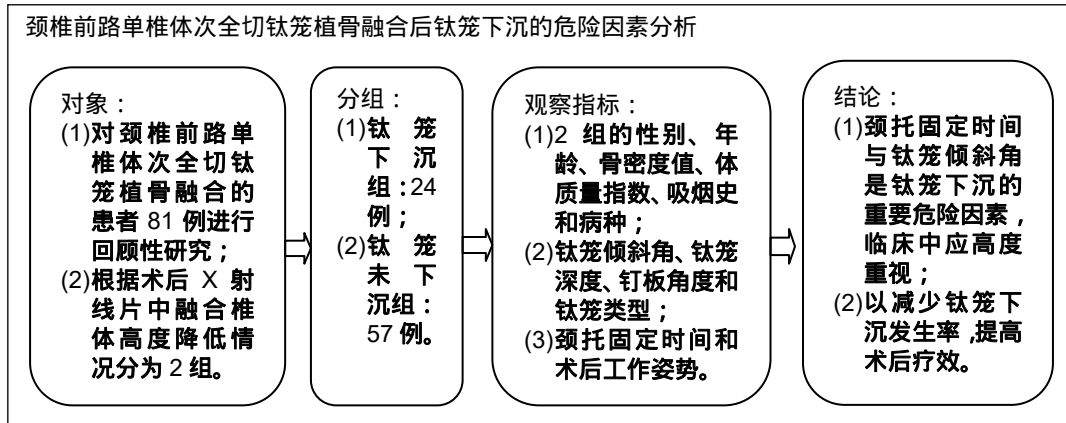 颈椎前路单椎体次全切钛笼植骨融合后钛笼下沉的危险因素分析
对象：
(1)对颈椎前路单
椎体次全切钛
笼植骨融合的
患者 81 例进行
回顾性研究；
(2)根据术后 X 射
线片中融合椎
体高度降低情
况分为 2 组。
分组：
(1)钛笼
下沉
组：24
例；
(2)钛笼
未下
沉组：
57 例。
观察指标：
(1)2 组的性别、年
龄、骨密度值、体
质量指数、吸烟史
和病种；
(2)钛笼倾斜角、钛笼
深度、钉板角度和
钛笼类型；
(3)颈托固定时间和
术后工作姿势。
结论：
(1)颈托固定时间
与钛笼倾斜角
是钛笼下沉的
重要危险因素，
临床中应高度
重视；
(2)以减少钛笼下
沉发生率，提高
术后疗效。